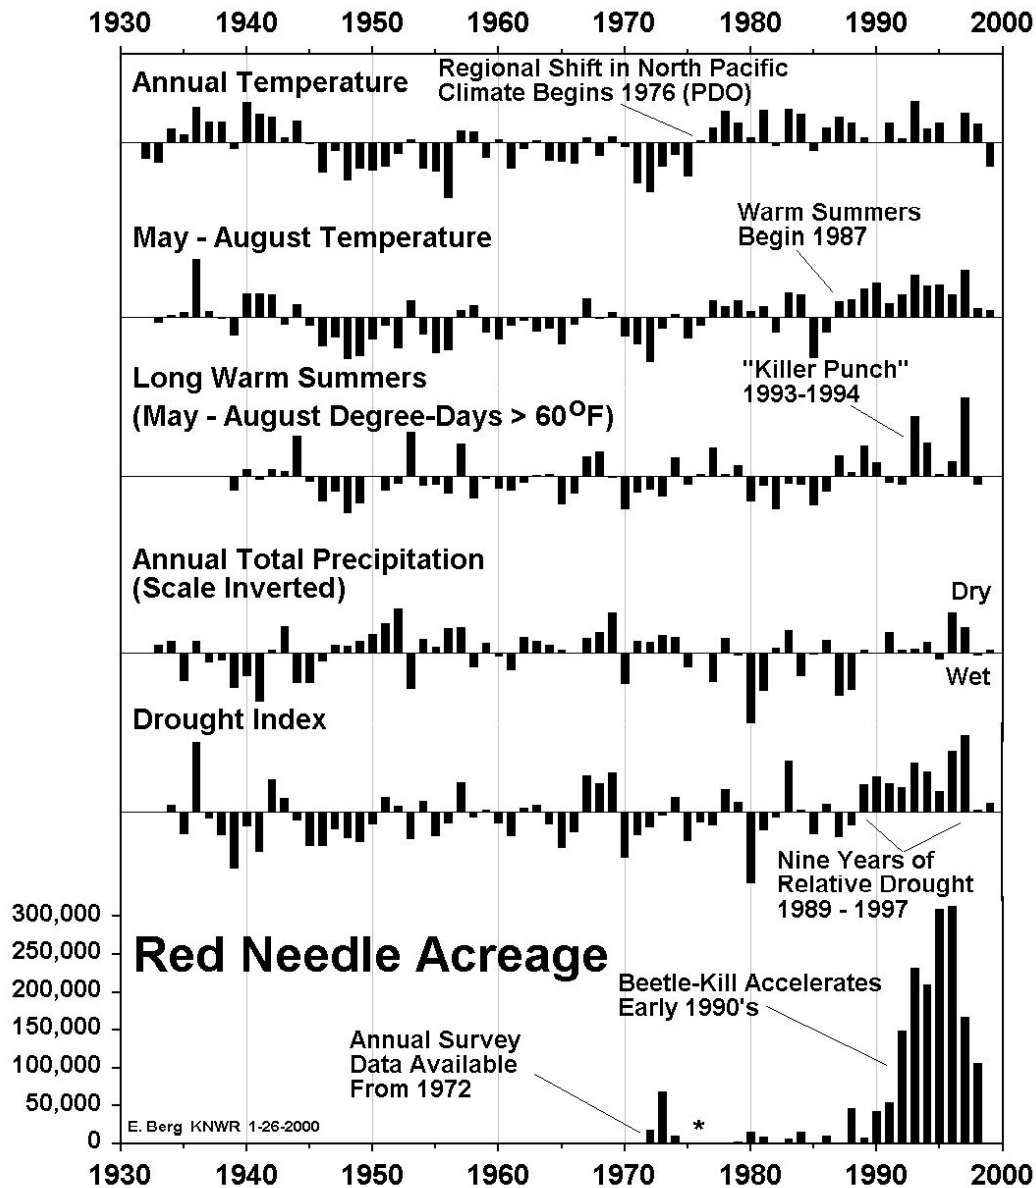 1930 1940 1950 1960 1970 1980 1990 2000
Annual Temperature
Regional Shift in North Pacific
Climate Begins 1976 (PDO)
May - August Temperature
Warm Summers
Begin 1987
Long Warm Summers
(May - August Degree-Days > 60°F)
"Killer Punch"
1993-1994
Annual Total Precipitation
(Scale Inverted)
Dry
Wet
Drought Index
Nine Years of
Relative Drought
1989 - 1997
300,000
250,000
200,000
150,000
100,000
50,000
0
Red Needle Acreage
Beetle-Kill Accelerates
Early 1990's
Annual Survey
Data Available
From 1972
*
E. Berg KNWR 1-26-2000
1930 1940 1950 1960 1970 1980 1990 2000